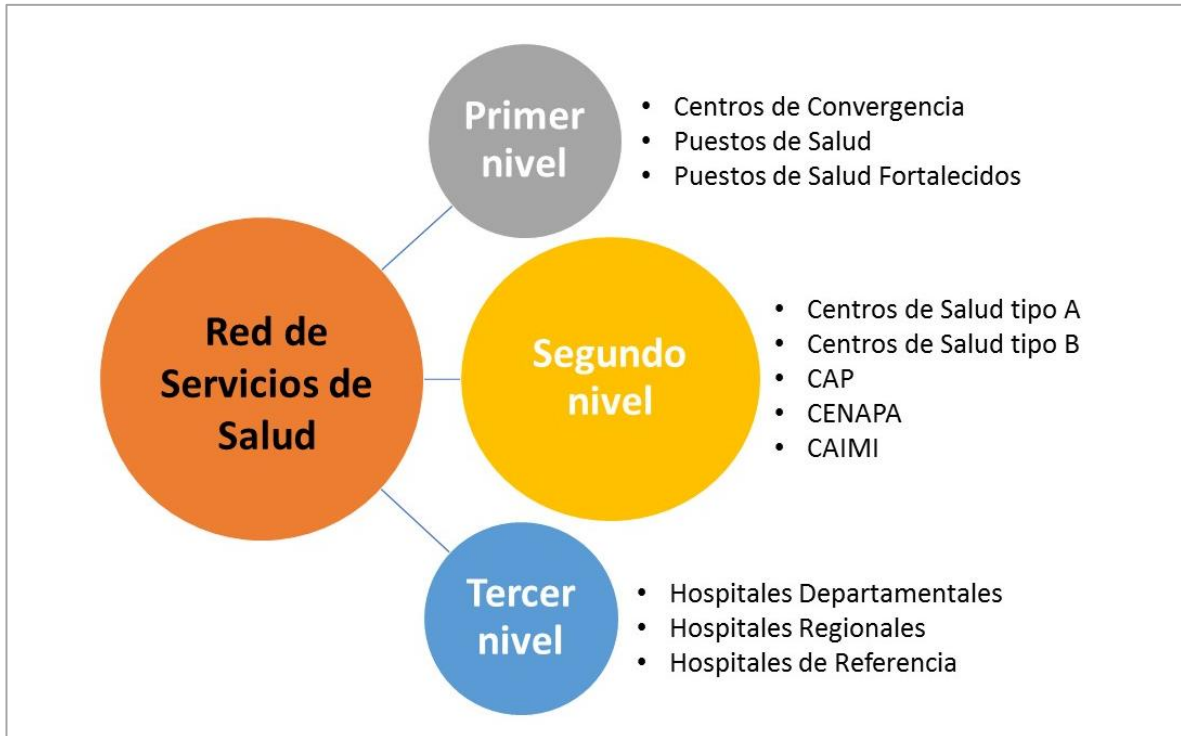 Primer
nivel
• Centros de Convergencia
• Puestos de Salud
• Puestos de Salud Fortalecidos
Red de
Servicios de
Salud
Segundo
nivel
• Centros de Salud tipo A
• Centros de Salud tipo B
• CAP
• CENAPA
• CAIMI
Tercer
nivel
• Hospitales Departamentales
• Hospitales Regionales
• Hospitales de Referencia